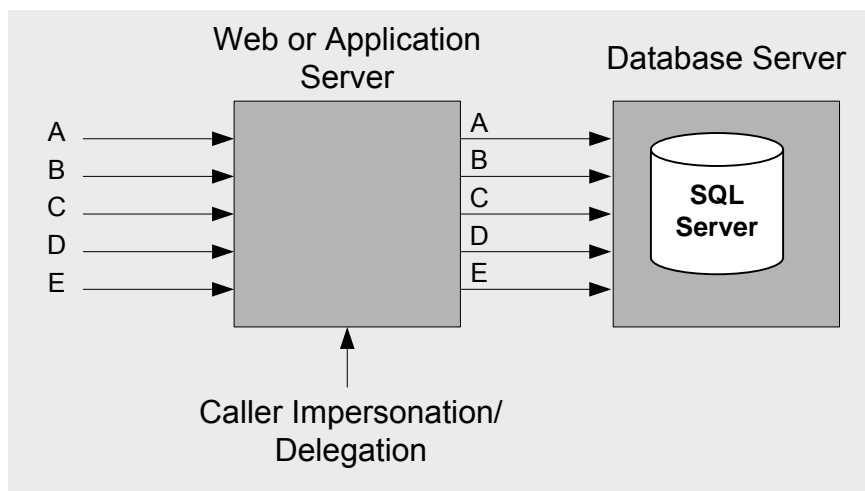 Web or Application
Server
Database Server
A
B
C
D
E
A
B
C
D
E
SQL
Server
Caller Impersonation/
Delegation